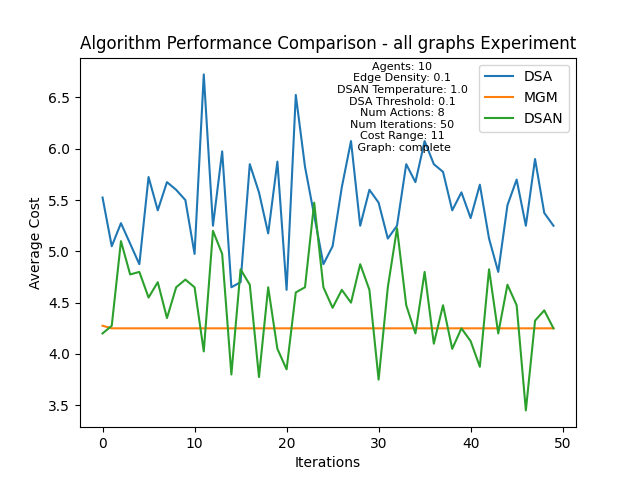 Algorithm Performance Comparison - all graphs Experiment
Agents: 10
Edge Density: 0.1
DSAN Temperature: 1.0
DSA Threshold: 0.1
Num Actions: 8
Num Iterations: 50
Cost Range: 11
Graph: complete
DSA
MGM
DSAN
Average Cost
6.5
6.0
5.5
5.0
4.5
4.0
3.5
0 10 20 30 40 50
Iterations